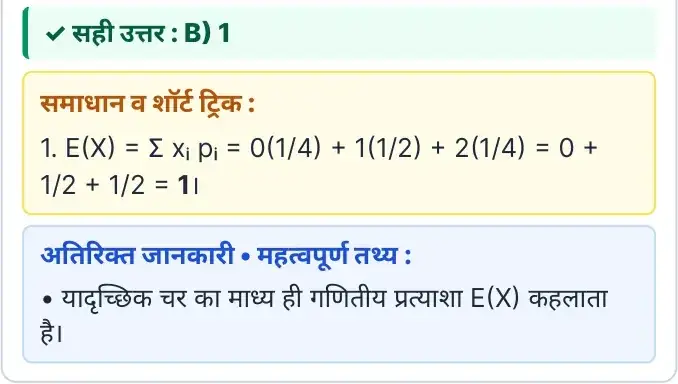 ✓ सही उत्तर : B) 1
समाधान व शॉर्ट ट्रिक :
1. E(X) = Σ xᵢ pᵢ = 0(1/4) + 1(1/2) + 2(1/4) = 0 +
1/2 + 1/2 = 1।
अतिरिक्त जानकारी • महत्वपूर्ण तथ्य :
• यादृच्छिक चर का माध्य ही गणितीय प्रत्याशा E(X) कहलाता
है।